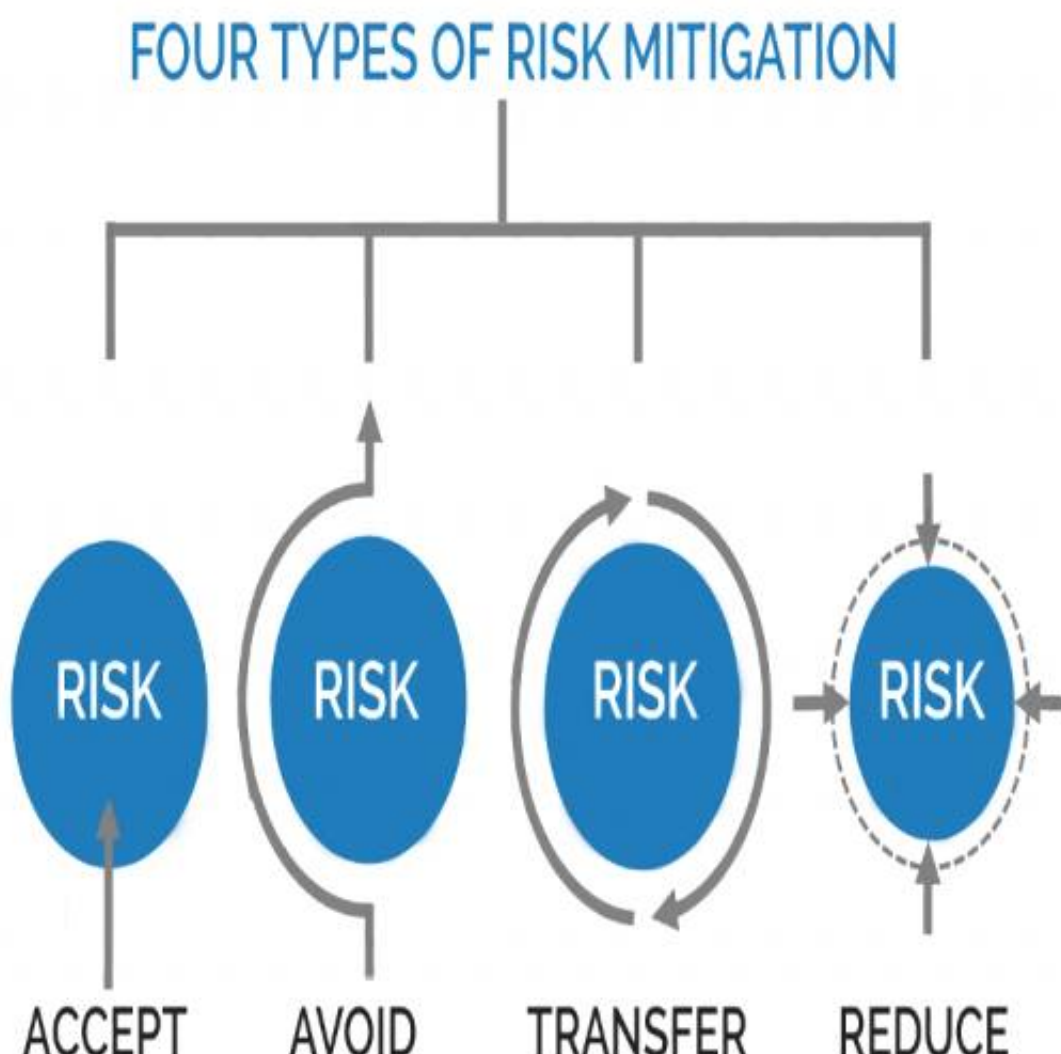 FOUR TYPES OF RISK MITIGATION
RISK
RISK
RISK
RISK
ACCEPT
AVOID
TRANSFER
REDUCE